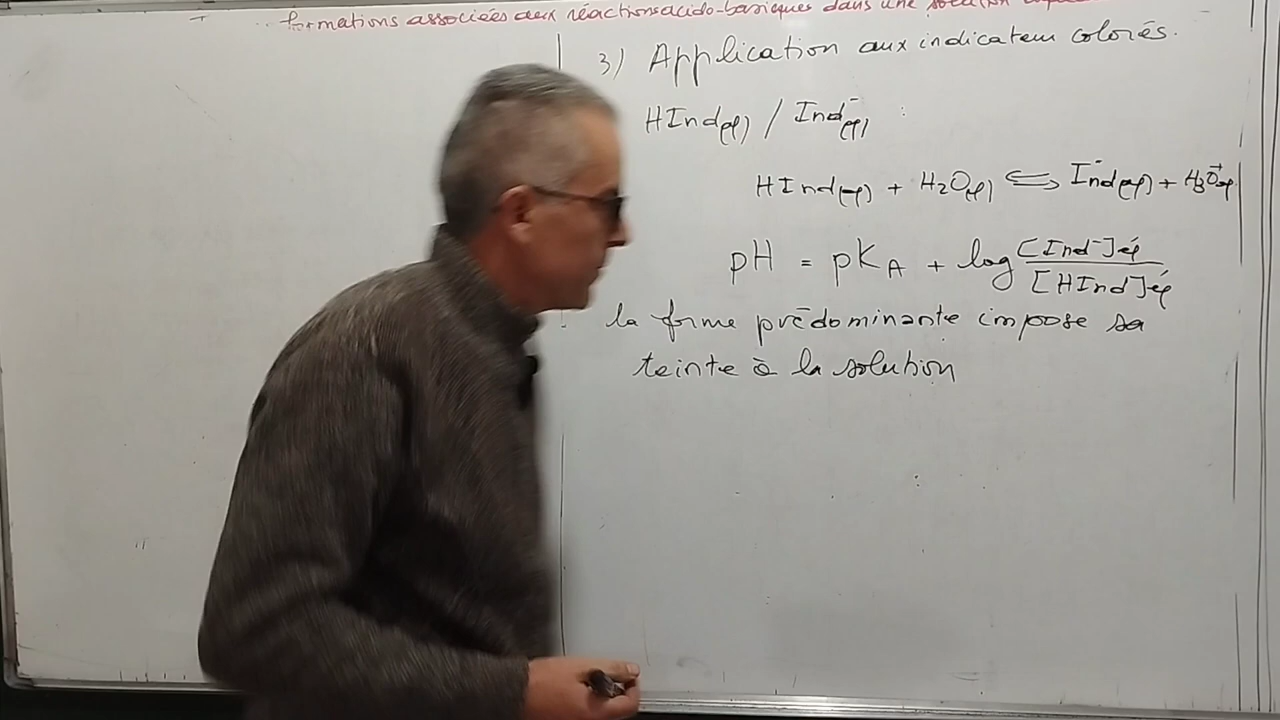 formations associées aux réactions acido-basiques dans une solution
3) Application aux indicateur colorés.
HInd(aq) / Ind⁻(aq) :
HInd(aq) + H₂O(l) ⇌ Ind⁻(aq) + H₃O⁺aq
pH = pKA + log [Ind⁻]éq / [HInd]éq
la forme prédominante impose sa
teinte à la solution